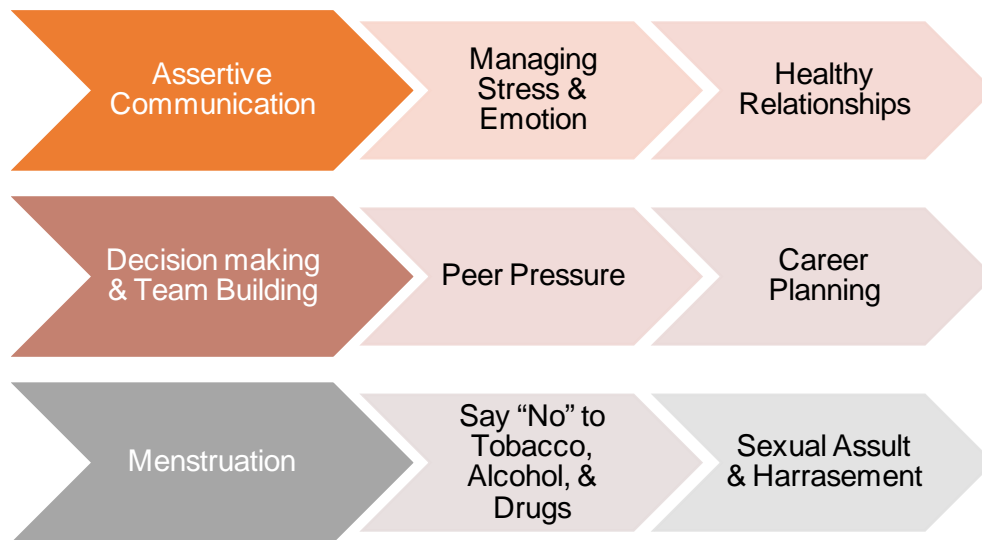 Assertive
Communication
Managing
Stress &
Emotion
Healthy
Relationships
Decision making
& Team Building
Peer Pressure
Career
Planning
Menstruation
Say “No” to
Tobacco,
Alcohol, &
Drugs
Sexual Assult
& Harrasement